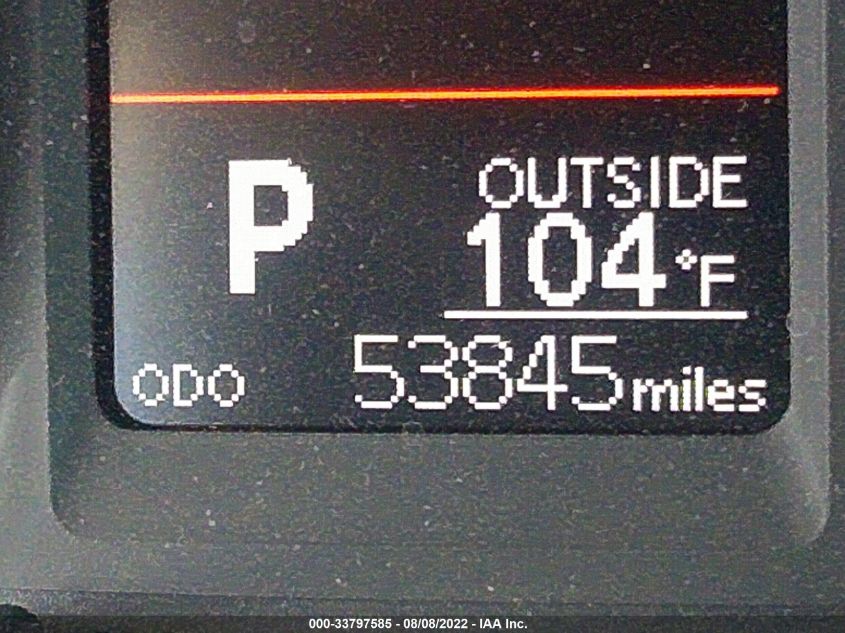 P
OUTSIDE
104°F
ODO 53845 miles
000-33797585 - 08/08/2022 - IAA Inc.